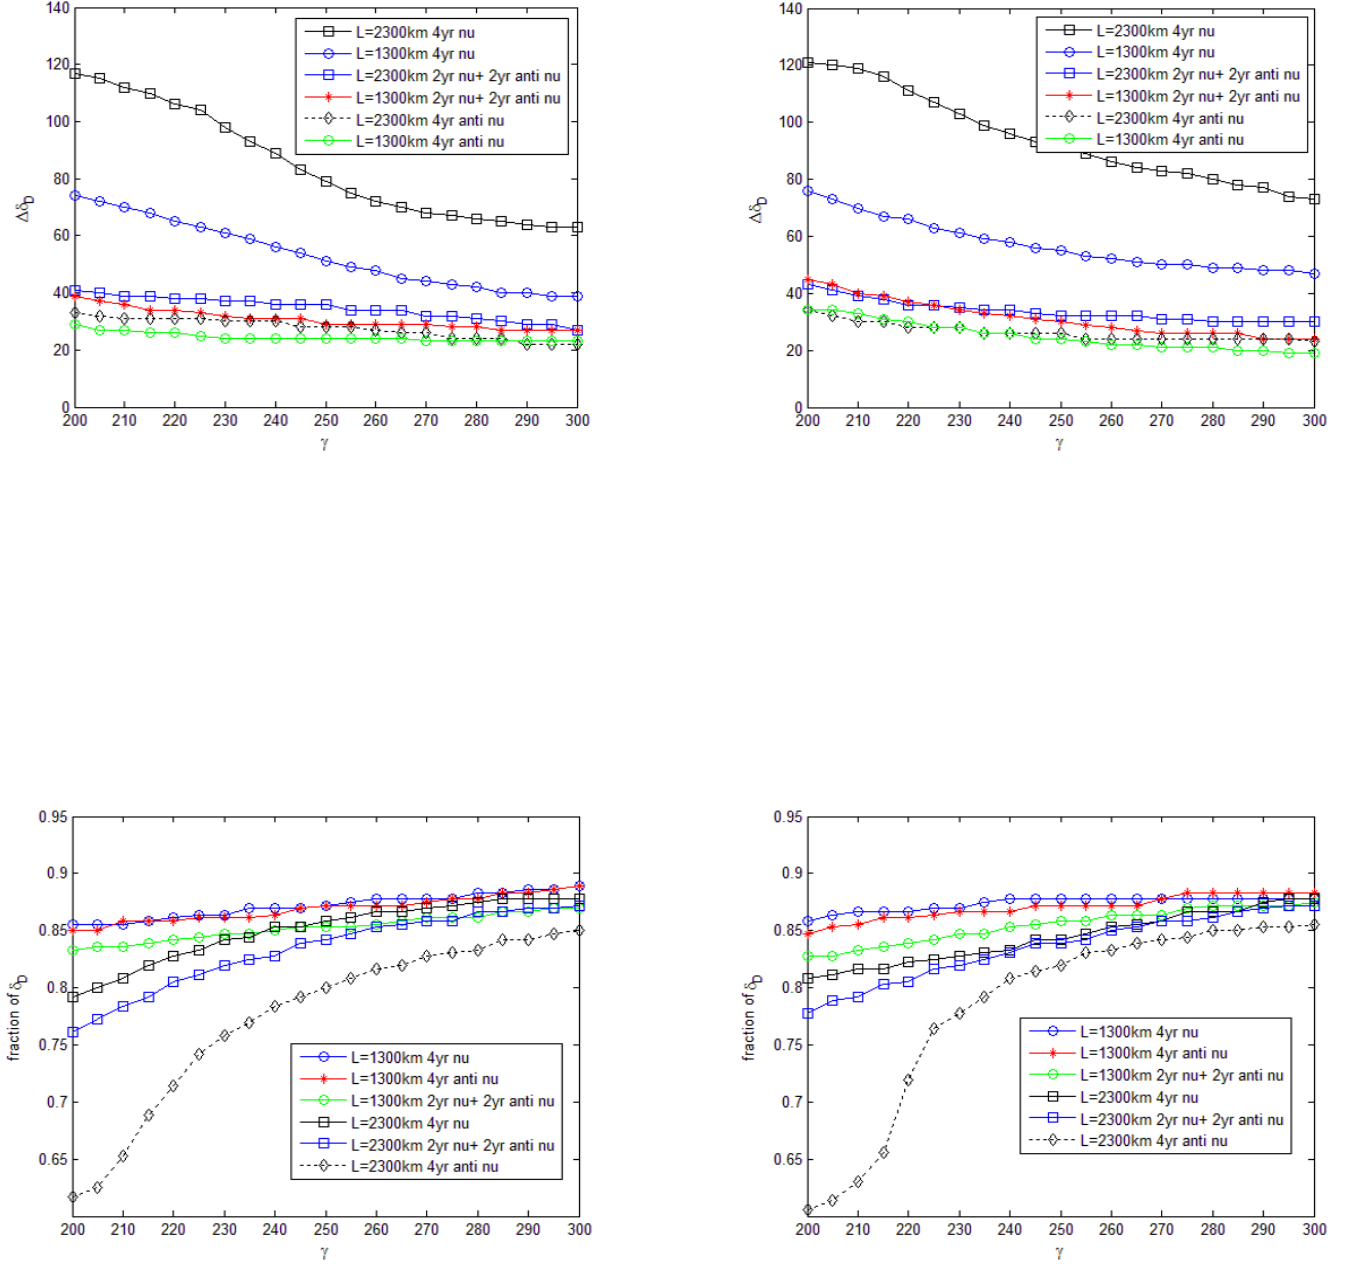 140
120
100
80
60
40
20
0
200 210 220 230 240 250 260 270 280 290 300
γ
Δδ_D
L=2300km 4yr nu
L=1300km 4yr nu
L=2300km 2yr nu+ 2yr anti nu
L=1300km 2yr nu+ 2yr anti nu
L=2300km 4yr anti nu
L=1300km 4yr anti nu
140
120
100
80
60
40
20
0
200 210 220 230 240 250 260 270 280 290 300
γ
Δδ_D
L=2300km 4yr nu
L=1300km 4yr nu
L=2300km 2yr nu+ 2yr anti nu
L=1300km 2yr nu+ 2yr anti nu
L=2300km 4yr anti nu
L=1300km 4yr anti nu
0.95
0.9
0.85
0.8
0.75
0.7
0.65
200 210 220 230 240 250 260 270 280 290 300
γ
fraction of δ_D
L=1300km 4yr nu
L=1300km 4yr anti nu
L=1300km 2yr nu+ 2yr anti nu
L=2300km 4yr nu
L=2300km 2yr nu+ 2yr anti nu
L=2300km 4yr anti nu
0.95
0.9
0.85
0.8
0.75
0.7
0.65
200 210 220 230 240 250 260 270 280 290 300
γ
fraction of δ_D
L=1300km 4yr nu
L=1300km 4yr anti nu
L=1300km 2yr nu+ 2yr anti nu
L=2300km 4yr nu
L=2300km 2yr nu+ 2yr anti nu
L=2300km 4yr anti nu